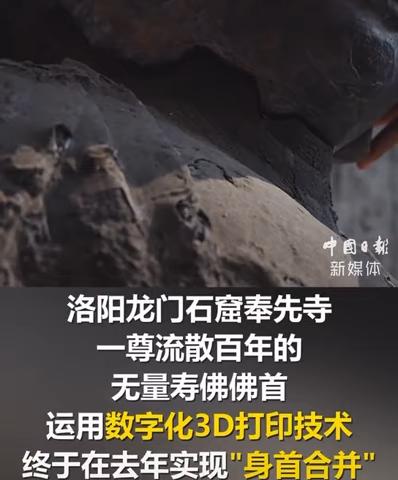 中国日报
新媒体
洛阳龙门石窟奉先寺
一尊流散百年的
无量寿佛佛首
运用数字化3D打印技术
终于在去年实现"身首合并"